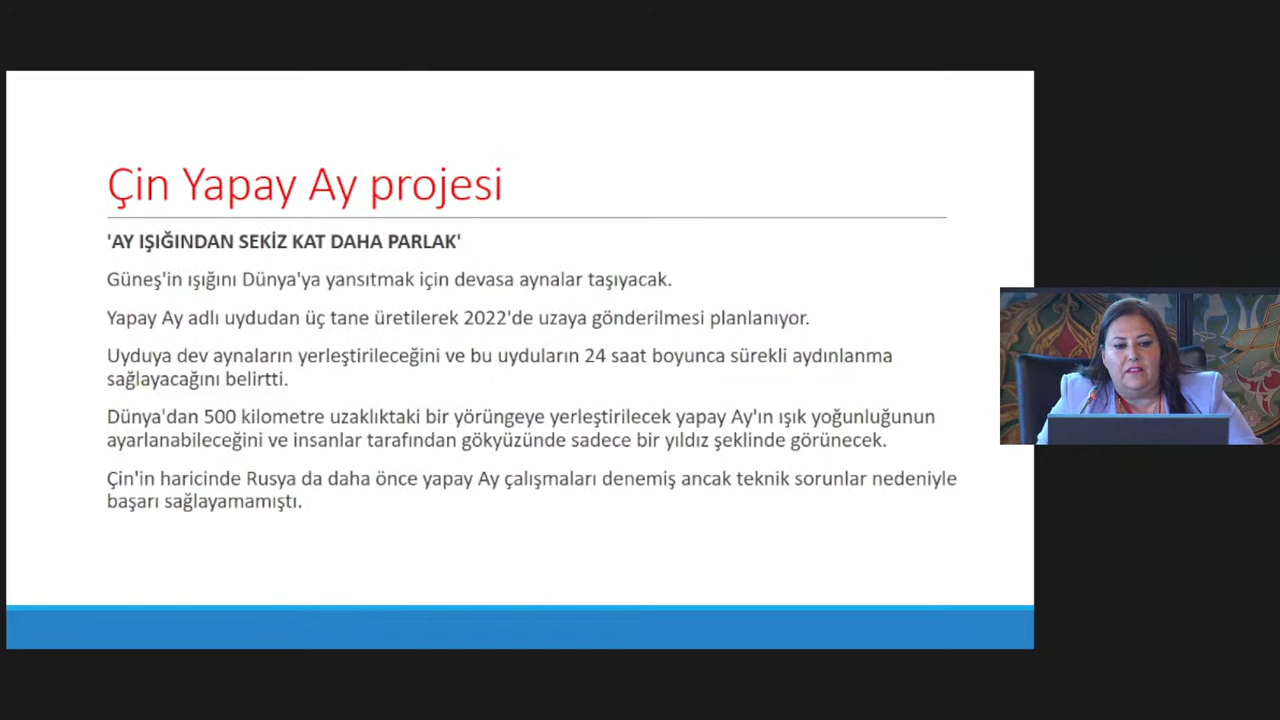 Çin Yapay Ay projesi
'AY IŞIĞINDAN SEKİZ KAT DAHA PARLAK'
Güneş'in ışığını Dünya'ya yansıtmak için devasa aynalar taşıyacak.
Yapay Ay adlı uydudan üç tane üretilerek 2022'de uzaya gönderilmesi planlanıyor.
Uyduya dev aynaların yerleştirileceğini ve bu uyduların 24 saat boyunca sürekli aydınlanma
sağlayacağını belirtti.
Dünya'dan 500 kilometre uzaklıktaki bir yörüngeye yerleştirilecek yapay Ay'ın ışık yoğunluğunun
ayarlanabileceğini ve insanlar tarafından gökyüzünde sadece bir yıldız şeklinde görünecek.
Çin'in haricinde Rusya da daha önce yapay Ay çalışmaları denemiş ancak teknik sorunlar nedeniyle
başarı sağlayamamıştı.